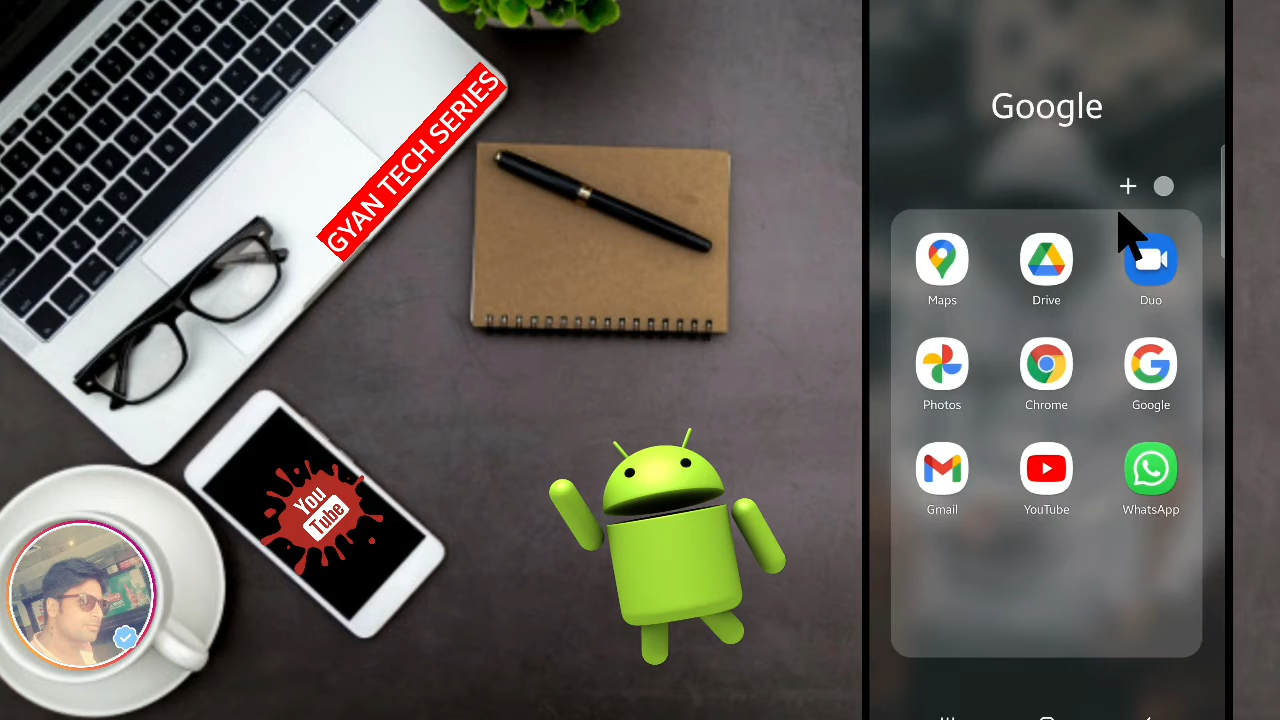 GYAN TECH SERIES
You
Tube
Google
+
Maps
Drive
Duo
Photos
Chrome
Google
Gmail
YouTube
WhatsApp